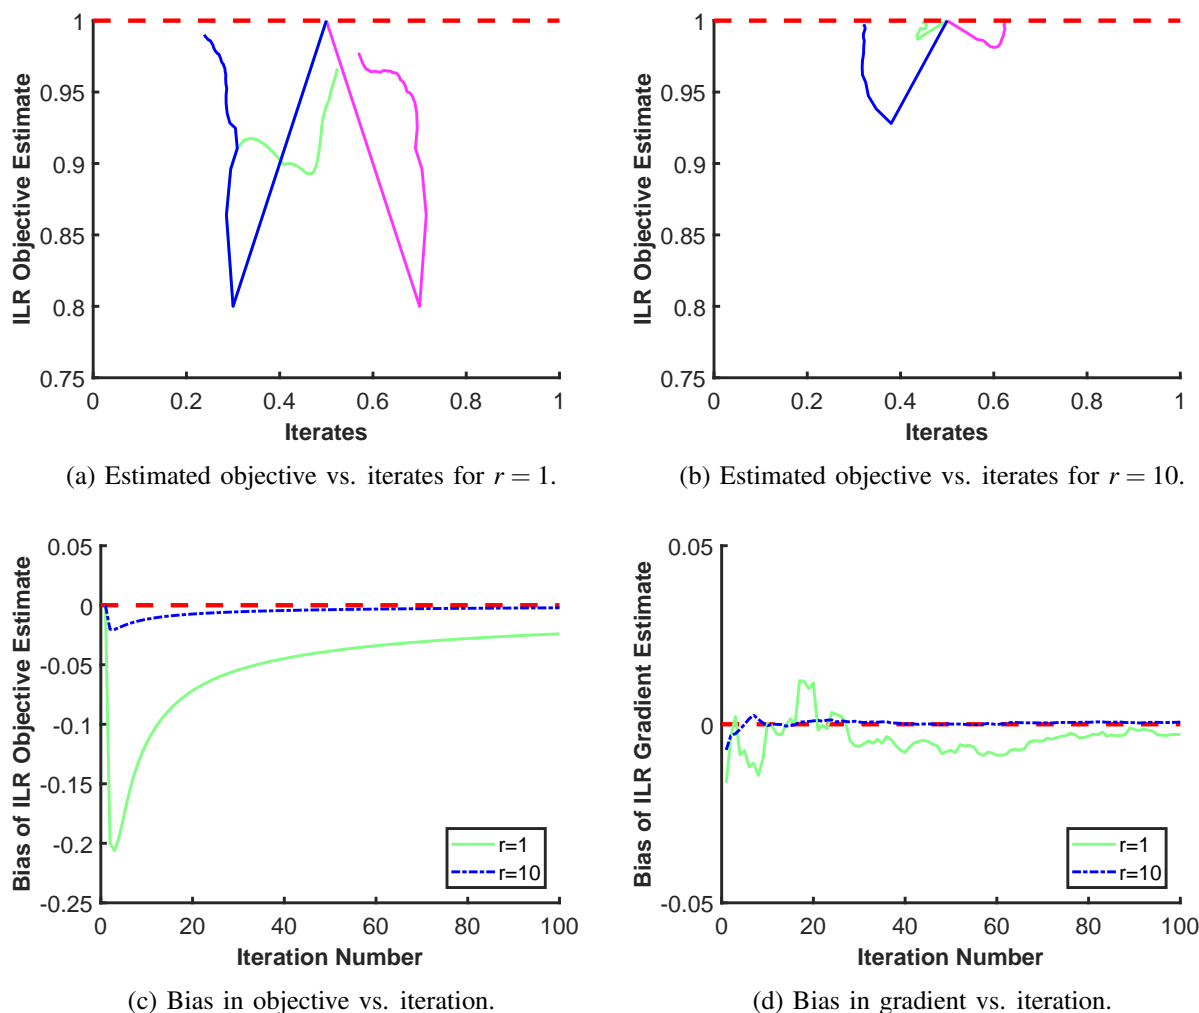 ILR Objective Estimate
1
0.95
0.9
0.85
0.8
0.75
0
0.2
0.4
0.6
0.8
1
Iterates
(a) Estimated objective vs. iterates for r = 1.
ILR Objective Estimate
1
0.95
0.9
0.85
0.8
0.75
0
0.2
0.4
0.6
0.8
1
Iterates
(b) Estimated objective vs. iterates for r = 10.
Bias of ILR Objective Estimate
0.05
0
-0.05
-0.1
-0.15
-0.2
-0.25
r=1
r=10
0
20
40
60
80
100
Iteration Number
(c) Bias in objective vs. iteration.
Bias of ILR Gradient Estimate
0.05
0
-0.05
r=1
r=10
0
20
40
60
80
100
Iteration Number
(d) Bias in gradient vs. iteration.